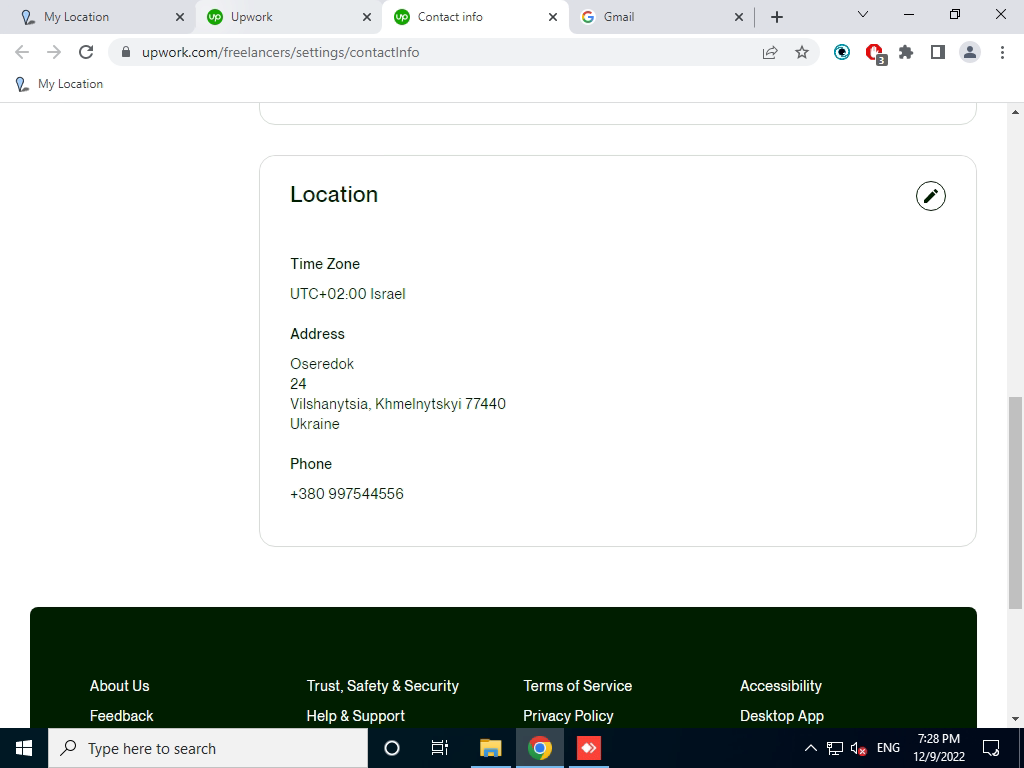 My Location
Upwork
Contact info
Gmail
upwork.com/freelancers/settings/contactInfo
3
My Location
Location
Time Zone
UTC+02:00 Israel
Address
Oseredok
24
Vilshanytsia, Khmelnytskyi 77440
Ukraine
Phone
+380 997544556
About Us
Trust, Safety & Security
Terms of Service
Accessibility
Feedback
Help & Support
Privacy Policy
Desktop App
Type here to search
ENG
7:28 PM
12/9/2022